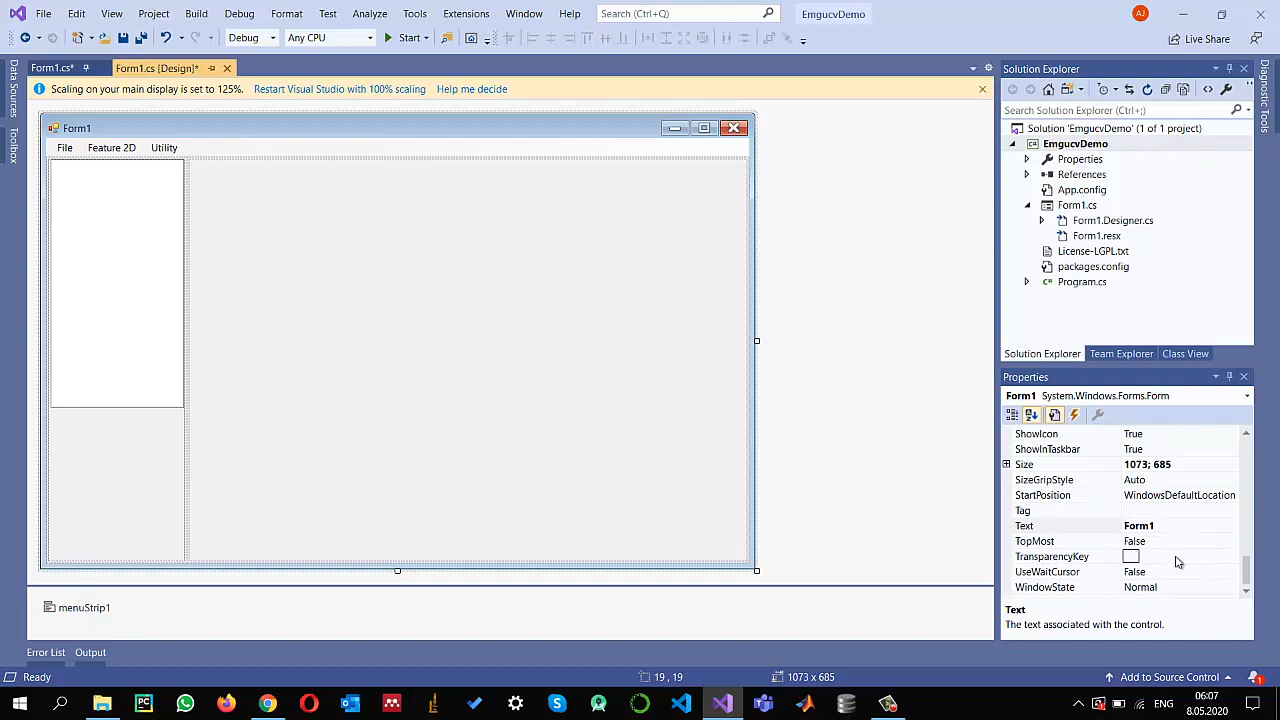 File Edit View Project Build Debug Format Test Analyze Tools Extensions Window Help Search (Ctrl+;) EmgucvDemo AJ
Debug Any CPU Start Live Share
Form1.cs* Form1.cs [Design]*
Data Sources
Toolbox
Scaling on your main display is set to 125%. Restart Visual Studio with 100% scaling Help me decide
Form1
File Feature 2D Utility
menuStrip1
Solution Explorer
Search Solution Explorer (Ctrl+;)
Solution 'EmgucvDemo' (1 of 1 project)
EmgucvDemo
Properties
References
App.config
Form1.cs
Form1.Designer.cs
Form1.resx
License-LGPL.txt
packages.config
Program.cs
Solution Explorer Team Explorer Class View
Diagnostic Tools
Properties
Form1 System.Windows.Forms.Form
ShowIcon True
ShowInTaskbar True
Size 1073; 685
SizeGripStyle Auto
StartPosition WindowsDefaultLocation
Tag
Text Form1
TopMost False
TransparencyKey
UseWaitCursor False
WindowState Normal
Text
The text associated with the control.
Error List Output
Ready 19 , 19 1073 x 685 Add to Source Control 1
ENG 06:07
8.05.2020